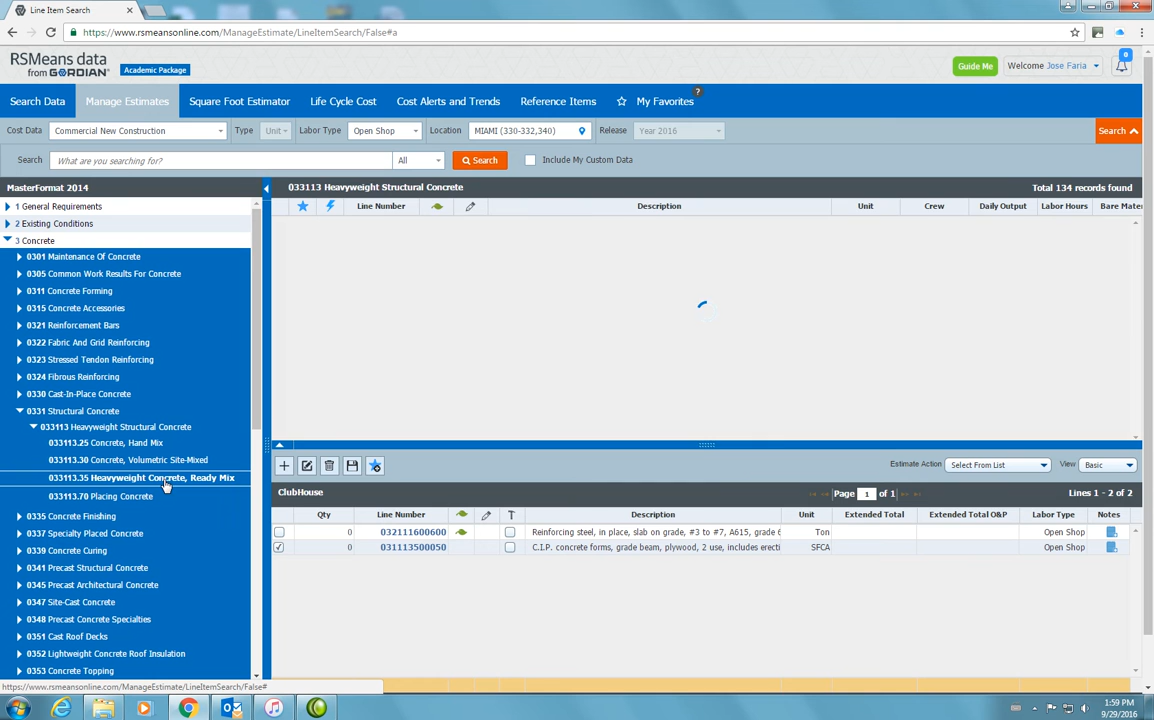 Line Item Search
https://www.rsmeansonline.com/ManageEstimate/LineItemSearch/False#a
RSMeans data
from GORDIAN
Academic Package
Guide Me
Welcome Jose Faria
0
Search Data
Manage Estimates
Square Foot Estimator
Life Cycle Cost
Cost Alerts and Trends
Reference Items
My Favorites
?
Cost Data
Commercial New Construction
Type
Unit
Labor Type
Open Shop
Location
MIAMI (330-332,340)
Release
Year 2016
Search
Search
What are you searching for?
All
Search
Include My Custom Data
MasterFormat 2014
1 General Requirements
2 Existing Conditions
3 Concrete
0301 Maintenance Of Concrete
0305 Common Work Results For Concrete
0311 Concrete Forming
0315 Concrete Accessories
0321 Reinforcement Bars
0322 Fabric And Grid Reinforcing
0323 Stressed Tendon Reinforcing
0324 Fibrous Reinforcing
0330 Cast-In-Place Concrete
0331 Structural Concrete
033113 Heavyweight Structural Concrete
033113.25 Concrete, Hand Mix
033113.30 Concrete, Volumetric Site-Mixed
033113.35 Heavyweight Concrete, Ready Mix
033113.70 Placing Concrete
0335 Concrete Finishing
0337 Specialty Placed Concrete
0339 Concrete Curing
0341 Precast Structural Concrete
0345 Precast Architectural Concrete
0347 Site-Cast Concrete
0348 Precast Concrete Specialties
0351 Cast Roof Decks
0352 Lightweight Concrete Roof Insulation
0353 Concrete Topping
033113 Heavyweight Structural Concrete
Total 134 records found
Line Number
Description
Unit
Crew
Daily Output
Labor Hours
Bare Mater
Estimate Action
Select From List
View
Basic
ClubHouse
Page 1 of 1
Lines 1 - 2 of 2
Qty
Line Number
Description
Unit
Extended Total
Extended Total O&P
Labor Type
Notes
0 032111600600 Reinforcing steel, in place, slab on grade, #3 to #7, A615, grade 6 Ton Open Shop
0 031113500050 C.I.P. concrete forms, grade beam, plywood, 2 use, includes erecti SFCA Open Shop
https://www.rsmeansonline.com/ManageEstimate/LineItemSearch/False#
1:59 PM
9/29/2016